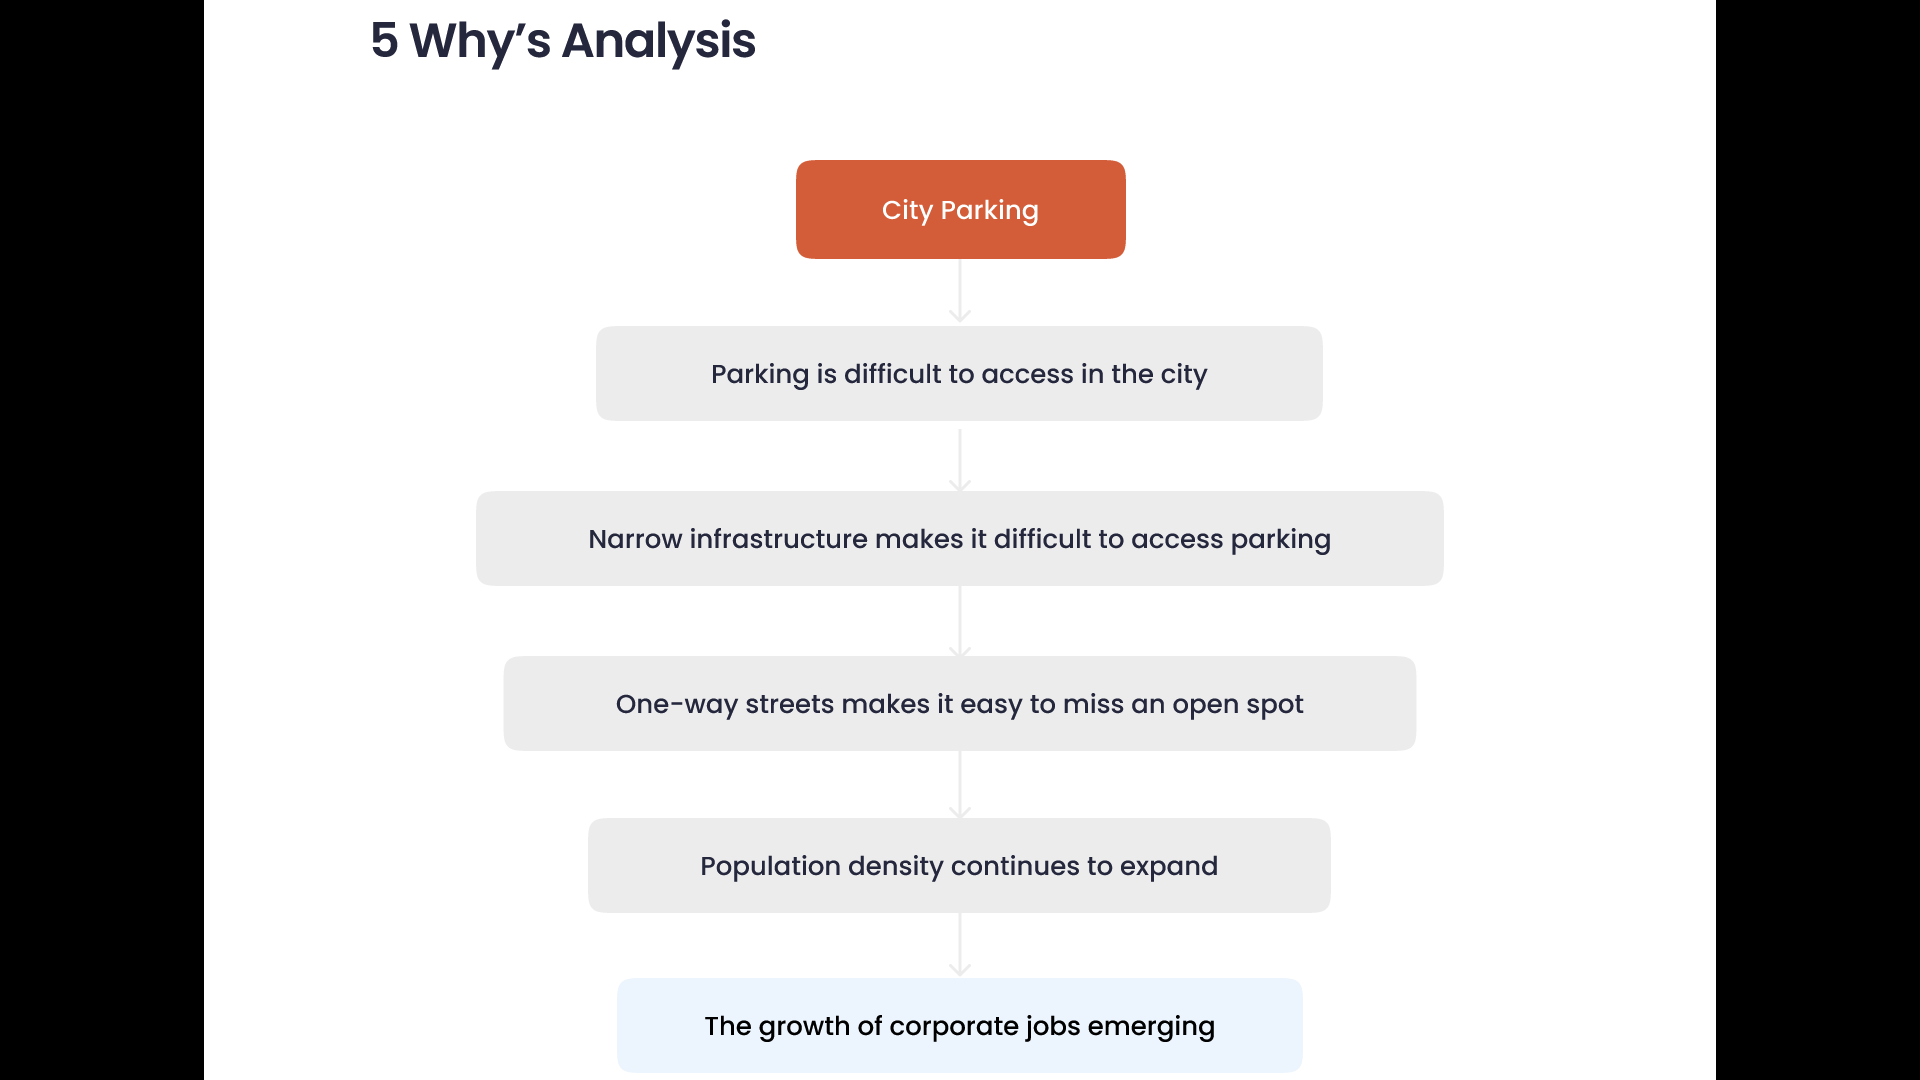 5 Why’s Analysis
City Parking
Parking is difficult to access in the city
Narrow infrastructure makes it difficult to access parking
One-way streets makes it easy to miss an open spot
Population density continues to expand
The growth of corporate jobs emerging